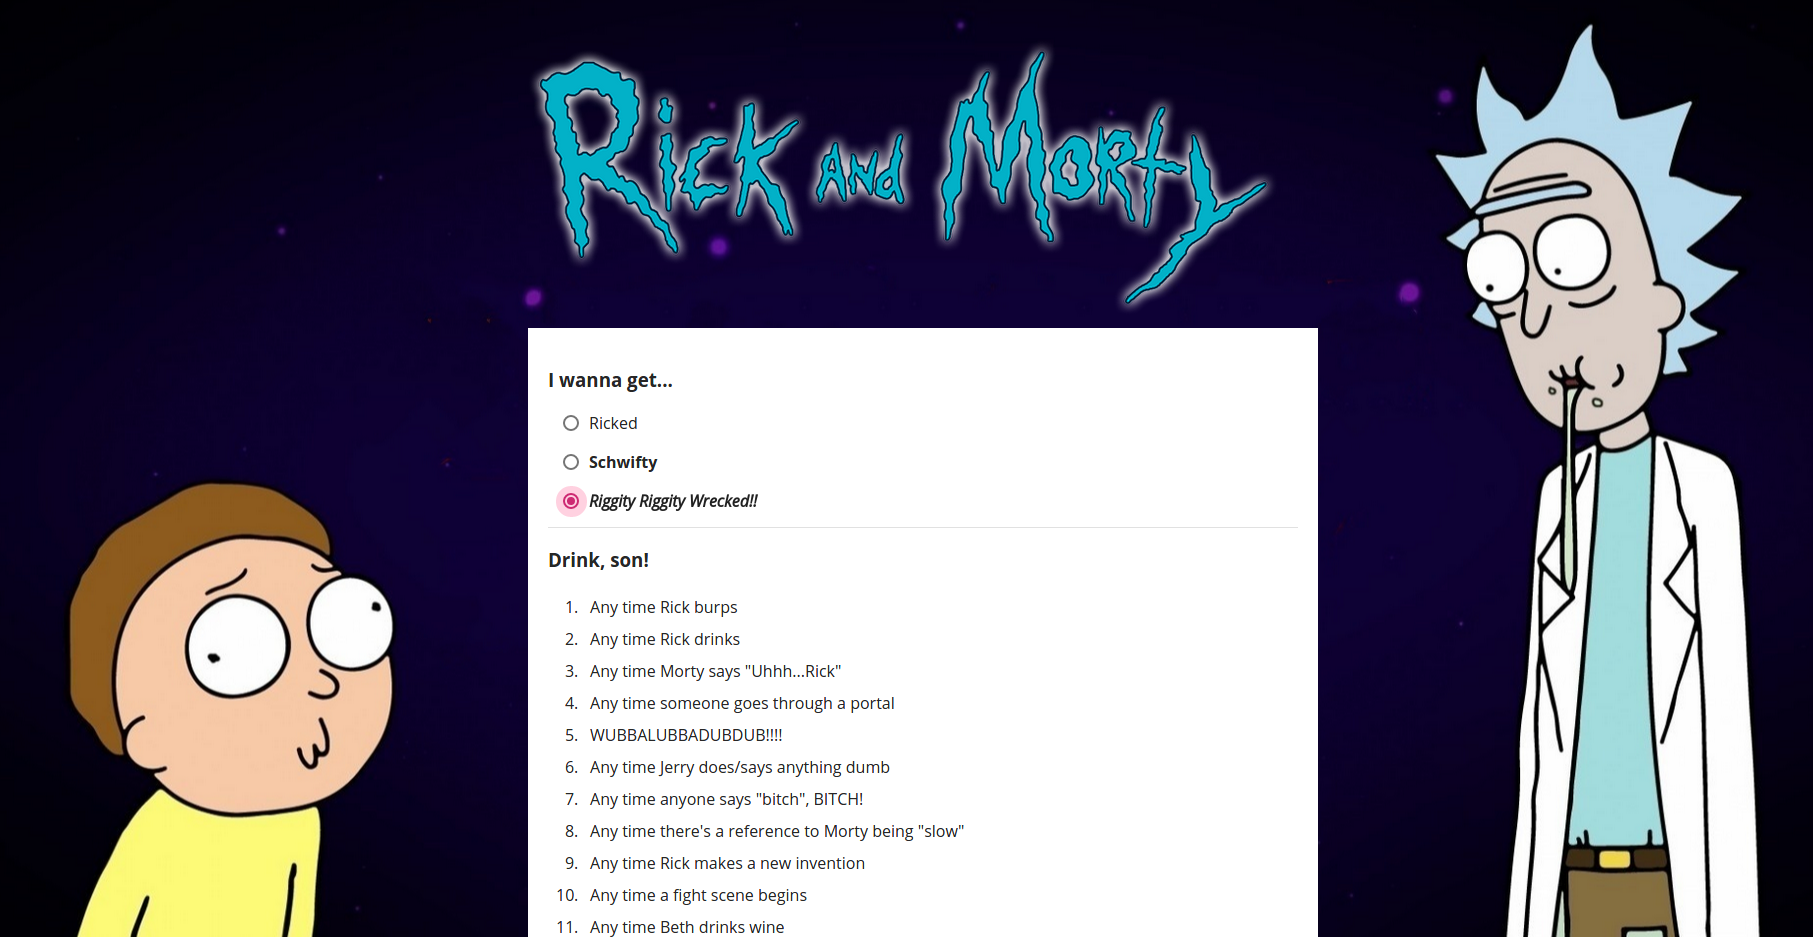 Rick and Morty
I wanna get...
Ricked
Schwifty
Riggity Riggity Wrecked!!
Drink, son!
1. Any time Rick burps
2. Any time Rick drinks
3. Any time Morty says "Uhhh...Rick"
4. Any time someone goes through a portal
5. WUBBALUBBADUBDUB!!!!
6. Any time Jerry does/says anything dumb
7. Any time anyone says "bitch", BITCH!
8. Any time there's a reference to Morty being "slow"
9. Any time Rick makes a new invention
10. Any time a fight scene begins
11. Any time Beth drinks wine